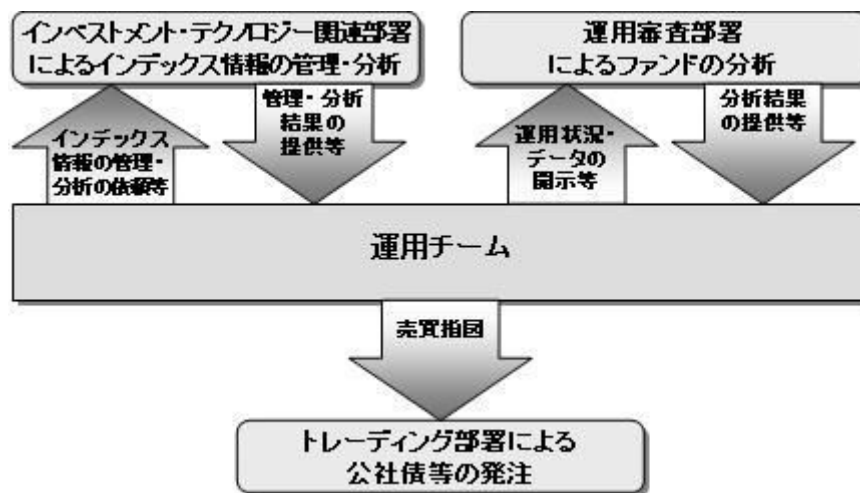 インベストメント・テクノロジー関連部署
によるインデックス情報の管理・分析
運用審査部署
によるファンドの分析
インデックス
情報の管理・
分析の依頼等
管理・分析
結果の
提供等
運用状況・
データの
開示等
分析結果
の提供等
運用チーム
売買指図
トレーディング部署による
公社債等の発注